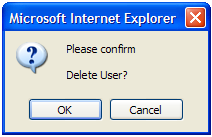 Microsoft Internet Explorer
Please confirm
Delete User?
OK
Cancel